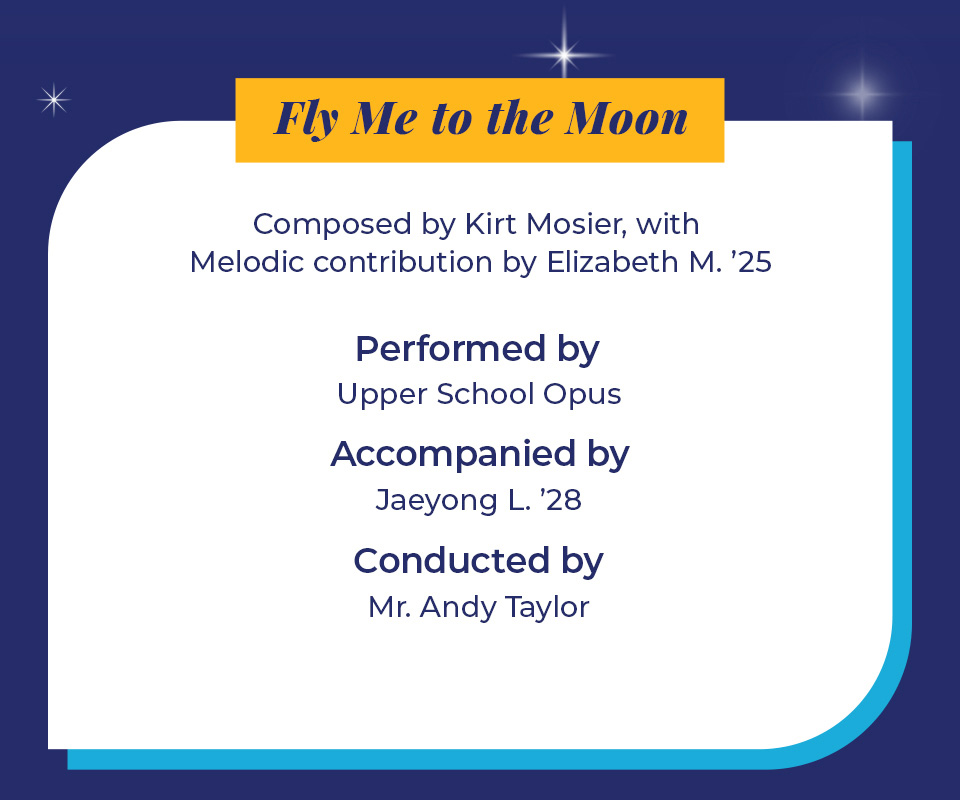 Fly Me to the Moon
Composed by Kirt Mosier, with
Melodic contribution by Elizabeth M. ’25
Performed by
Upper School Opus
Accompanied by
Jaeyong L. ’28
Conducted by
Mr. Andy Taylor